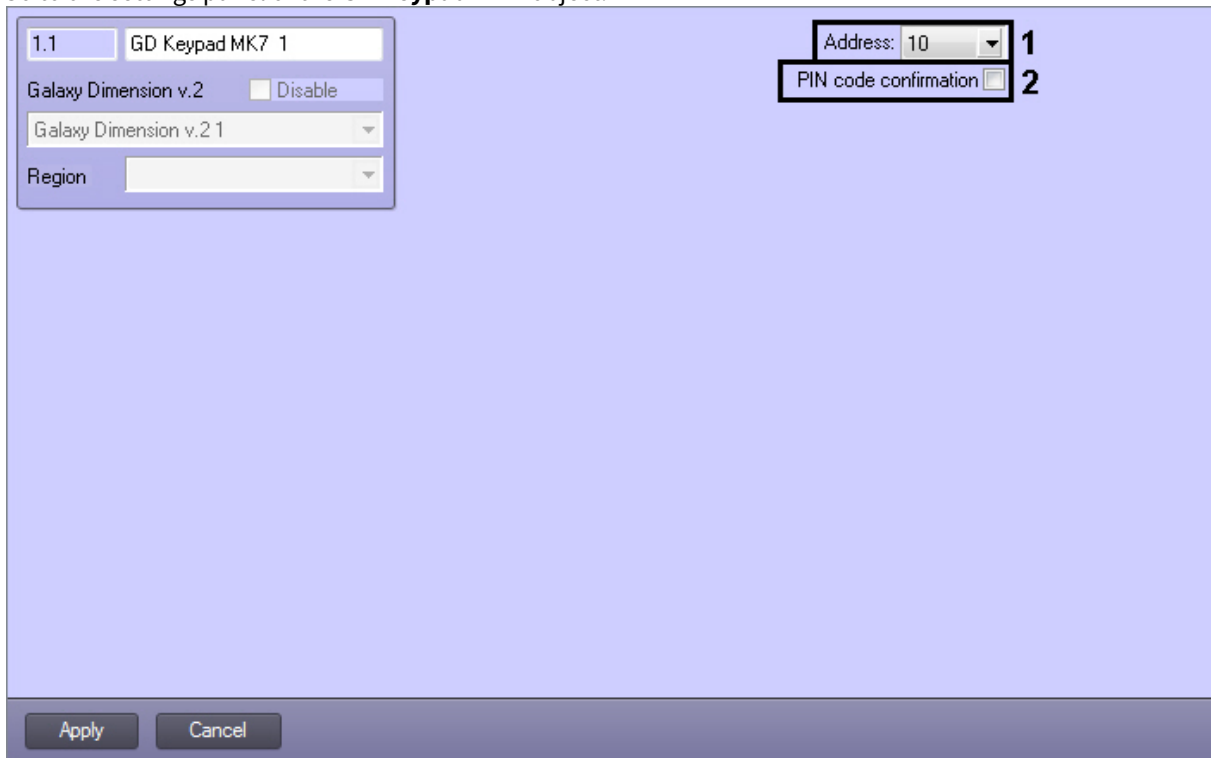 1.1 GD Keypad MK7 1
Address: 10 1
PIN code confirmation 2
Galaxy Dimension v.2 Disable
Galaxy Dimension v.2 1
Region
Apply Cancel